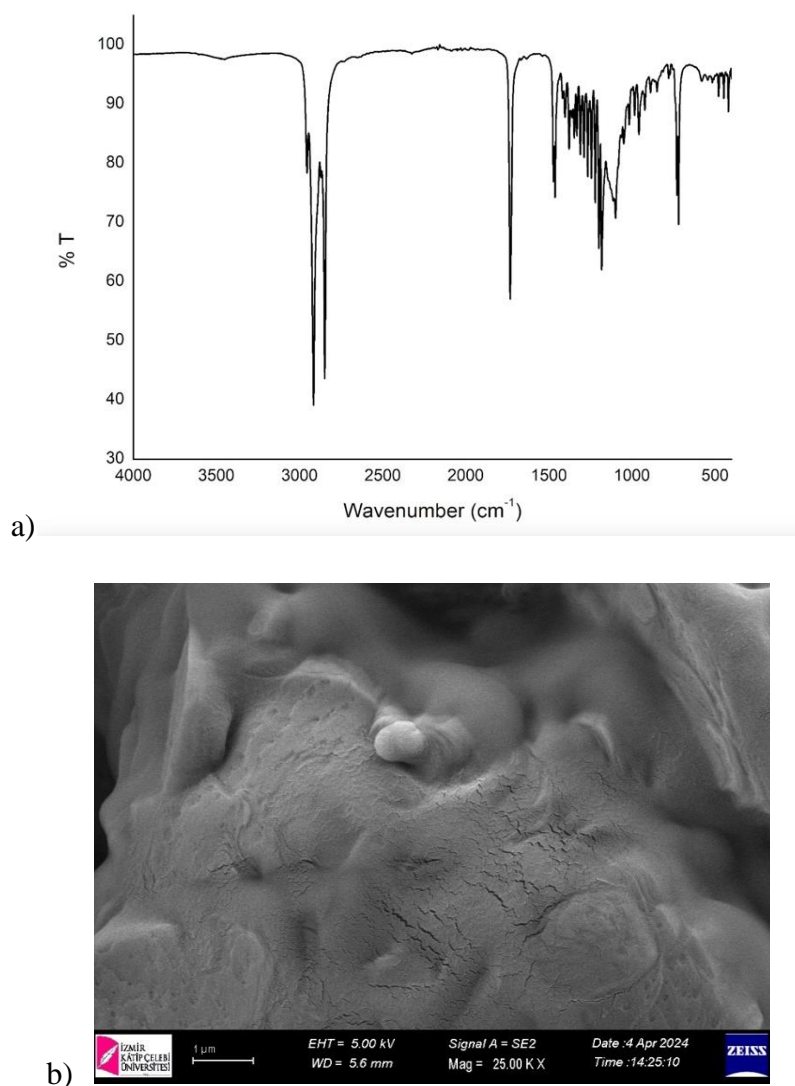 100
90
80
70
60
50
40
30
% T
4000 3500 3000 2500 2000 1500 1000 500
Wavenumber (cm-1)
a)
b)
İZMİR
KÂTİP ÇELEBİ
ÜNİVERSİTESİ
1 µm
EHT = 5.00 kV
WD = 5.6 mm
Signal A = SE2
Mag = 25.00 K X
Date :4 Apr 2024
Time :14:25:10
ZEISS